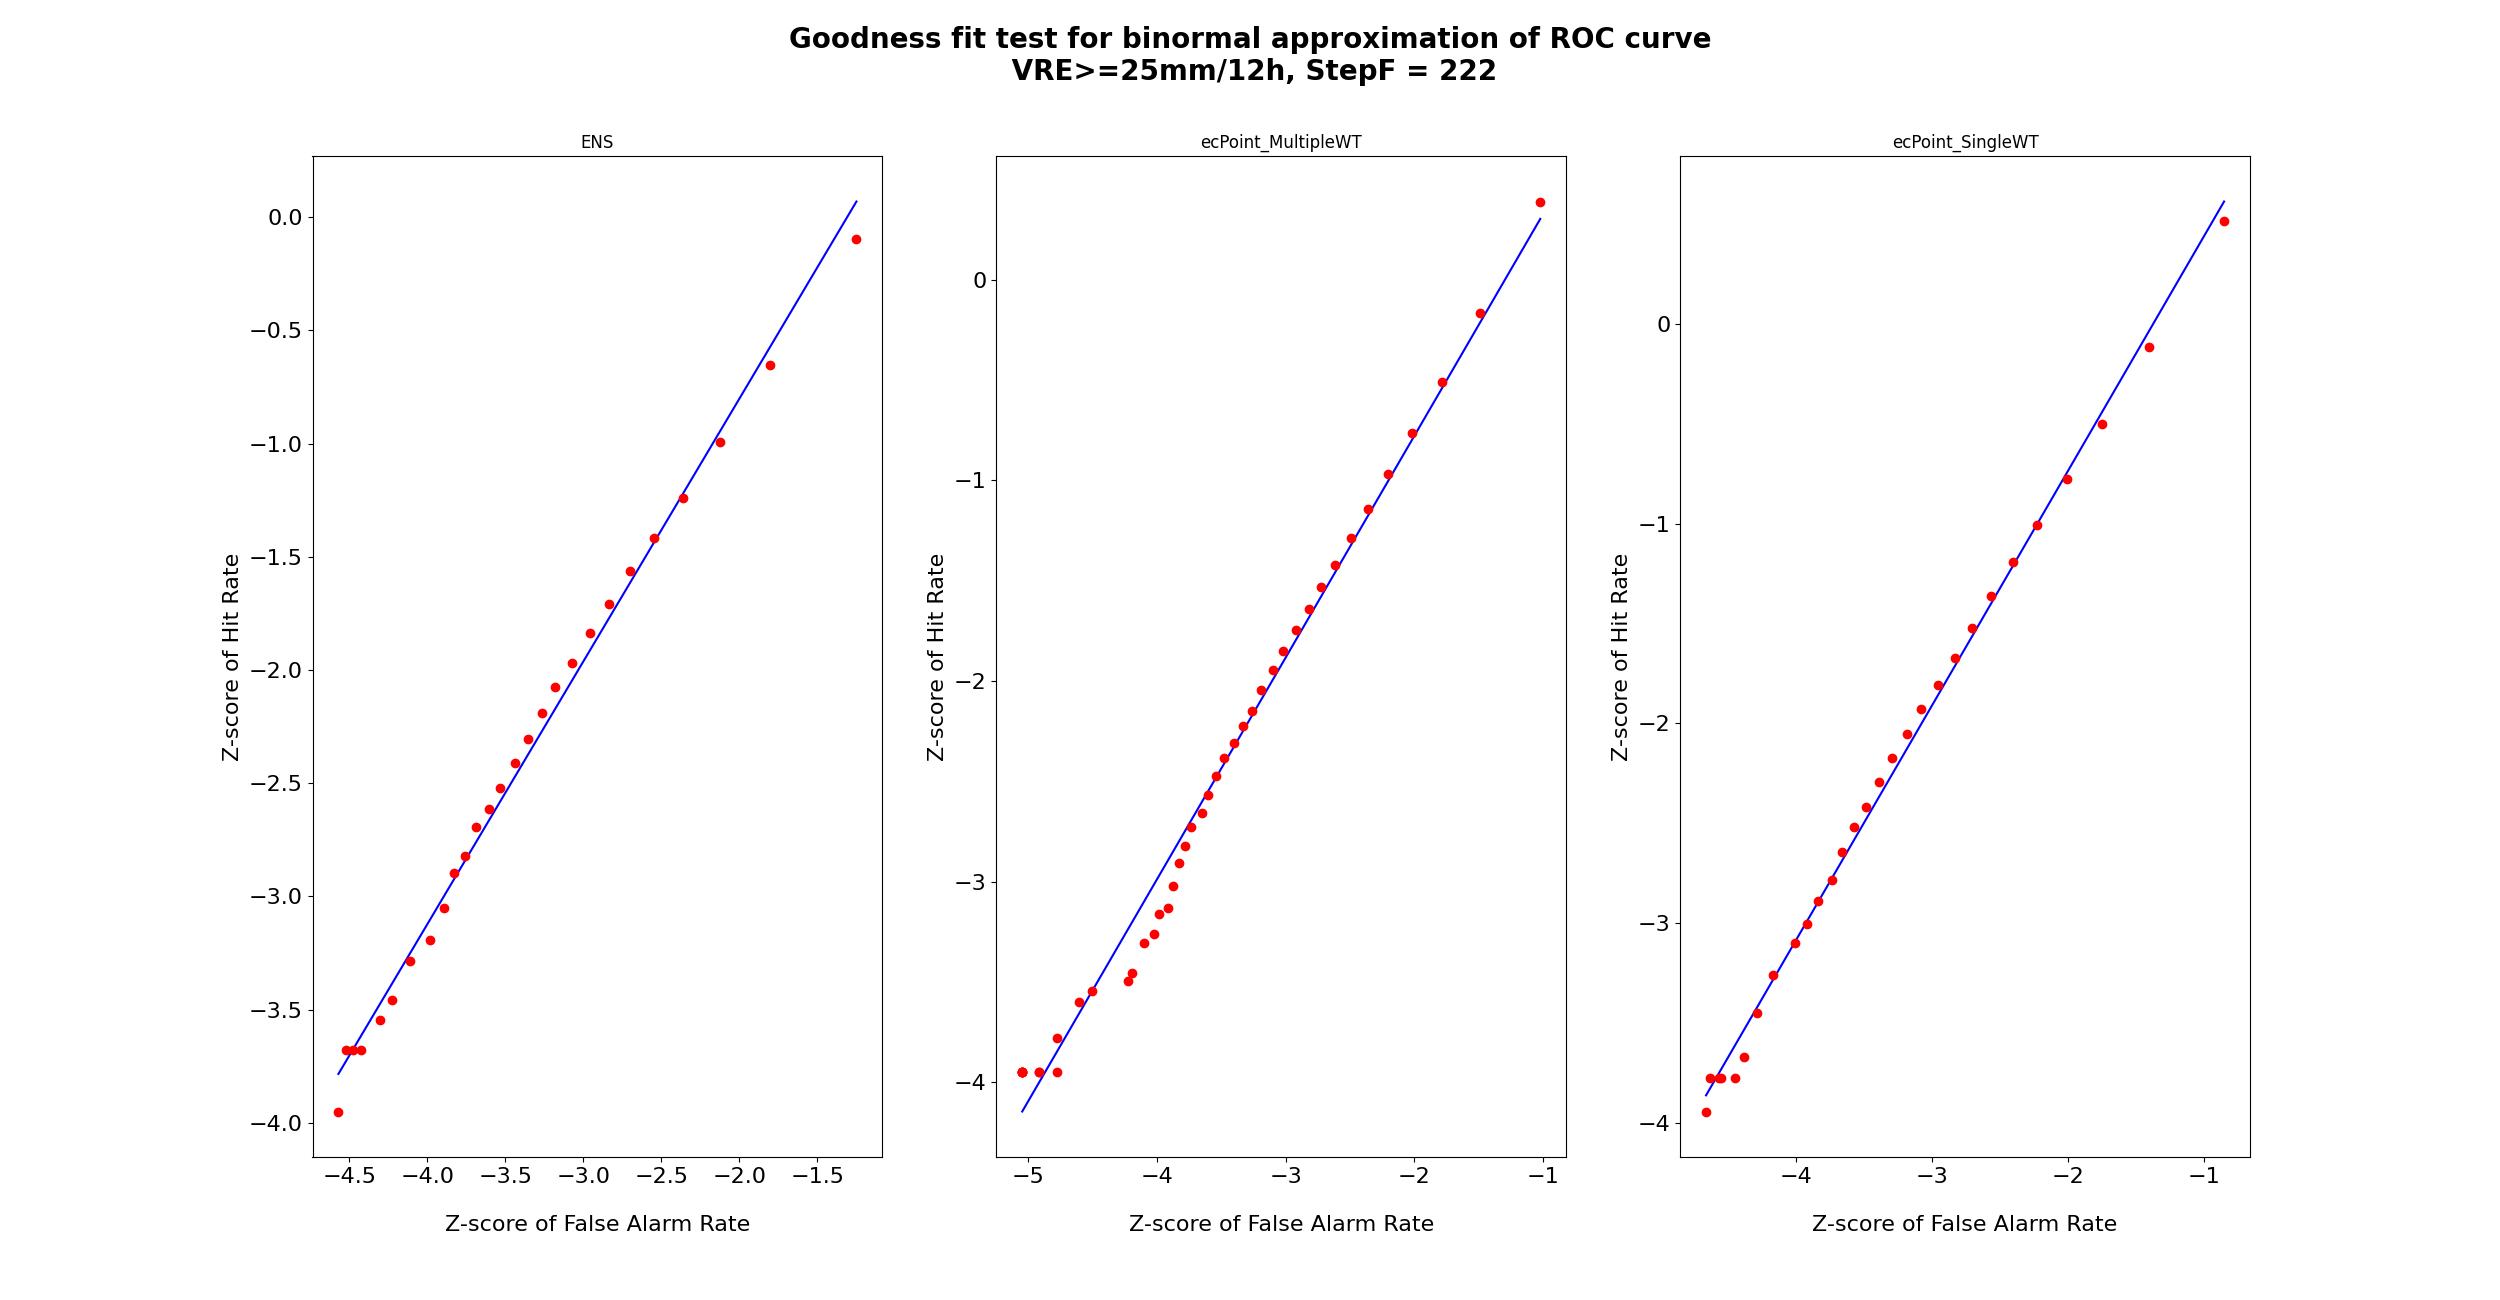 Goodness fit test for binormal approximation of ROC curve
VRE>=25mm/12h, StepF = 222
ENS
0.0
−0.5
−1.0
−1.5
−2.0
−2.5
−3.0
−3.5
−4.0
Z-score of Hit Rate
−4.5 −4.0 −3.5 −3.0 −2.5 −2.0 −1.5
Z-score of False Alarm Rate
ecPoint_MultipleWT
0
−1
−2
−3
−4
Z-score of Hit Rate
−5 −4 −3 −2 −1
Z-score of False Alarm Rate
ecPoint_SingleWT
0
−1
−2
−3
−4
Z-score of Hit Rate
−4 −3 −2 −1
Z-score of False Alarm Rate